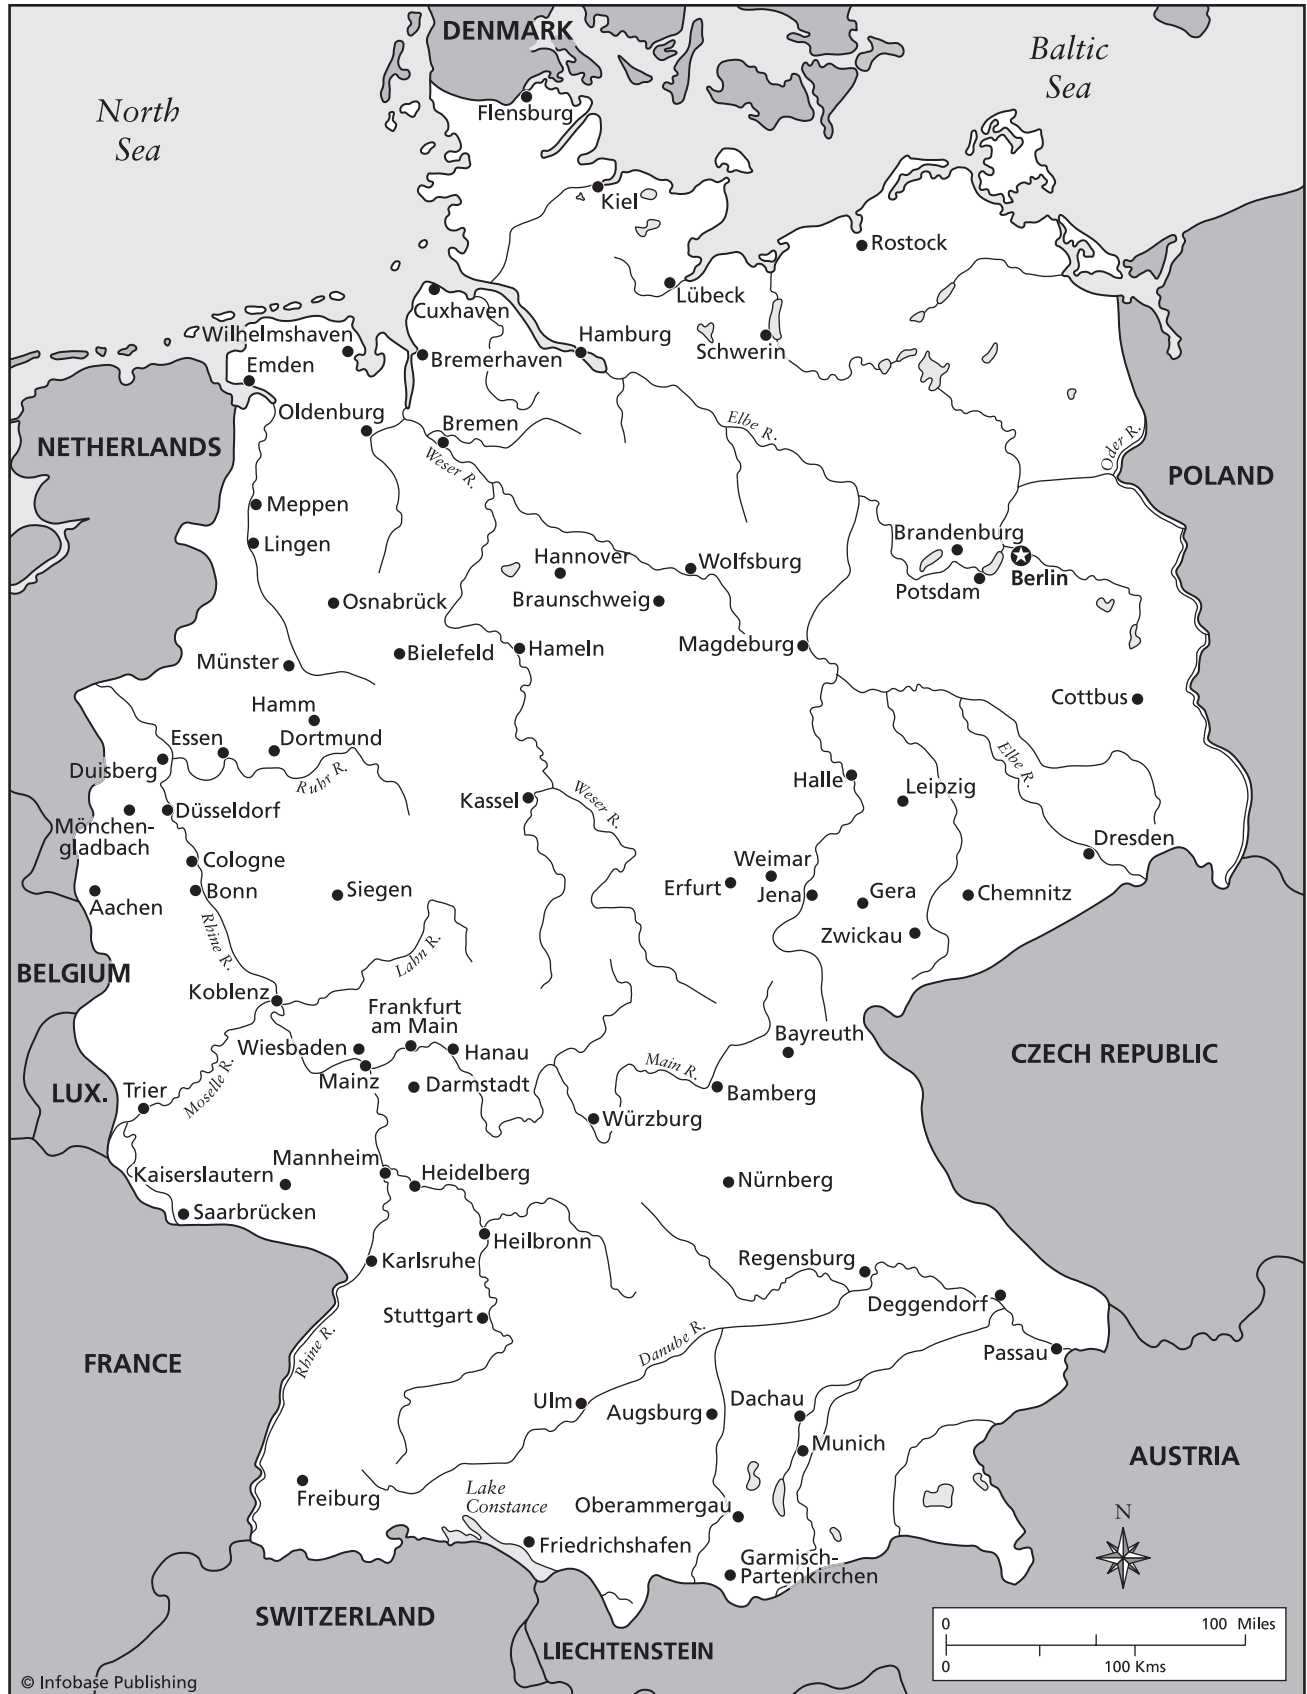 DENMARK
Baltic
Sea
North
Sea
Flensburg
Kiel
Rostock
Lübeck
Cuxhaven
Wilhelmshaven
Hamburg
Schwerin
Bremerhaven
Emden
Oldenburg
Bremen
Elbe R.
Weser R.
Oder R.
NETHERLANDS
POLAND
Meppen
Lingen
Brandenburg
Hannover
Wolfsburg
Berlin
Potsdam
Osnabrück
Braunschweig
Bielefeld
Hameln
Magdeburg
Münster
Cottbus
Hamm
Essen
Dortmund
Duisberg
Ruhr R.
Elbe R.
Halle
Leipzig
Kassel
Weser R.
Düsseldorf
Mönchen-
gladbach
Dresden
Cologne
Weimar
Bonn
Siegen
Erfurt
Jena
Gera
Chemnitz
Aachen
Zwickau
Rhine R.
Lahn R.
BELGIUM
Koblenz
Frankfurt
am Main
Bayreuth
Wiesbaden
Hanau
CZECH REPUBLIC
Main R.
Mainz
Darmstadt
Bamberg
LUX.
Trier
Moselle R.
Würzburg
Mannheim
Kaiserslautern
Heidelberg
Nürnberg
Saarbrücken
Heilbronn
Karlsruhe
Regensburg
Deggendorf
Stuttgart
Rhine R.
Danube R.
Passau
FRANCE
Ulm
Augsburg
Dachau
Munich
AUSTRIA
Freiburg
Lake
Constance
Oberammergau
N
Friedrichshafen
Garmisch-
Partenkirchen
SWITZERLAND
LIECHTENSTEIN
0 100 Miles
0 100 Kms
© Infobase Publishing